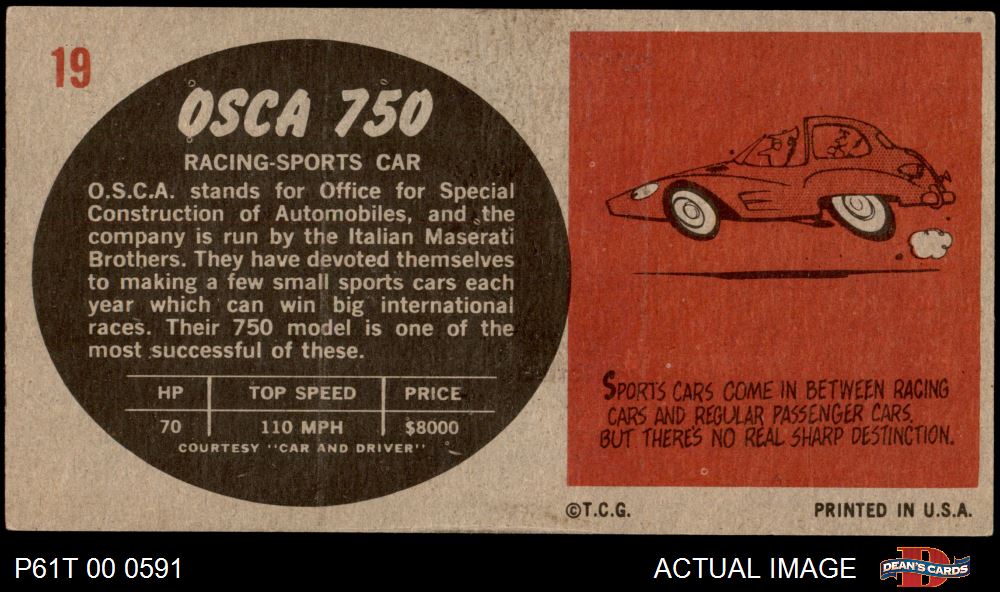 19
OSCA 750
RACING-SPORTS CAR
O.S.C.A. stands for Office for Special
Construction of Automobiles, and the
company is run by the Italian Maserati
Brothers. They have devoted themselves
to making a few small sports cars each
year which can win big international
races. Their 750 model is one of the
most successful of these.
HP TOP SPEED PRICE
70 110 MPH $8000
COURTESY "CAR AND DRIVER"
SPORTS CARS COME IN BETWEEN RACING
CARS AND REGULAR PASSENGER CARS.
BUT THERE'S NO REAL SHARP DESTINCTION.
©T.C.G. PRINTED IN U.S.A.
P61T 00 0591 ACTUAL IMAGE D DEAN'S CARDS